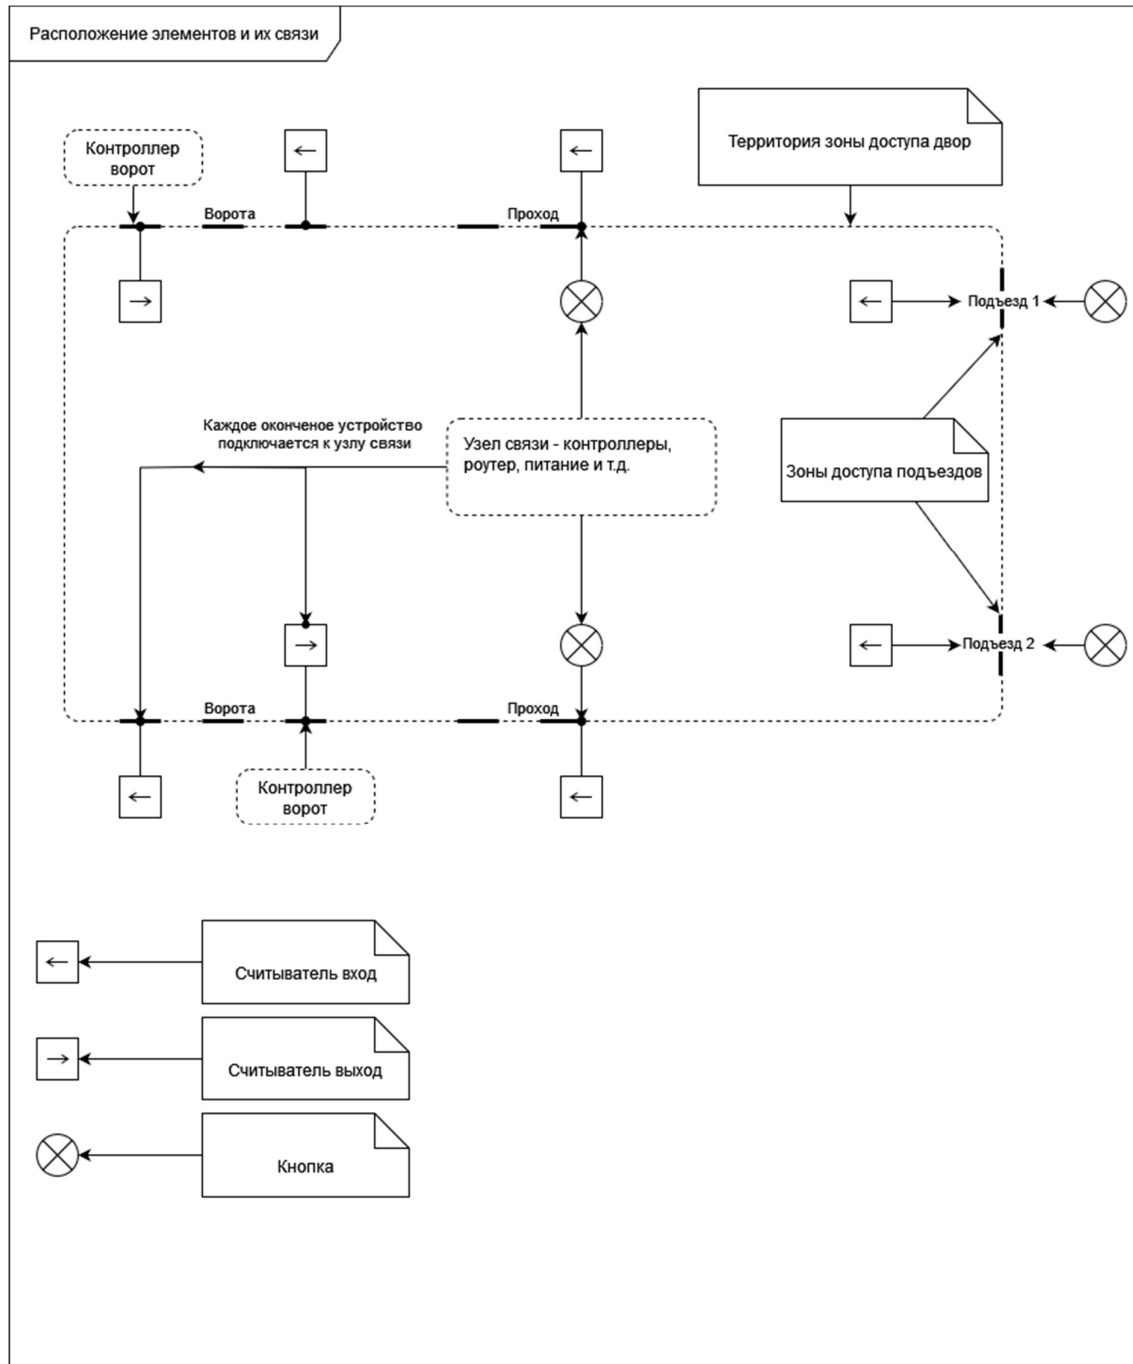 Расположение элементов и их связи
Контроллер
ворот
Территория зоны доступа двор
Ворота
Проход
Подъезд 1
Каждое оконченое устройство
подключается к узлу связи
Узел связи - контроллеры,
роутер, питание и т.д.
Зоны доступа подъездов
Подъезд 2
Ворота
Проход
Контроллер
ворот
Считыватель вход
Считыватель выход
Кнопка